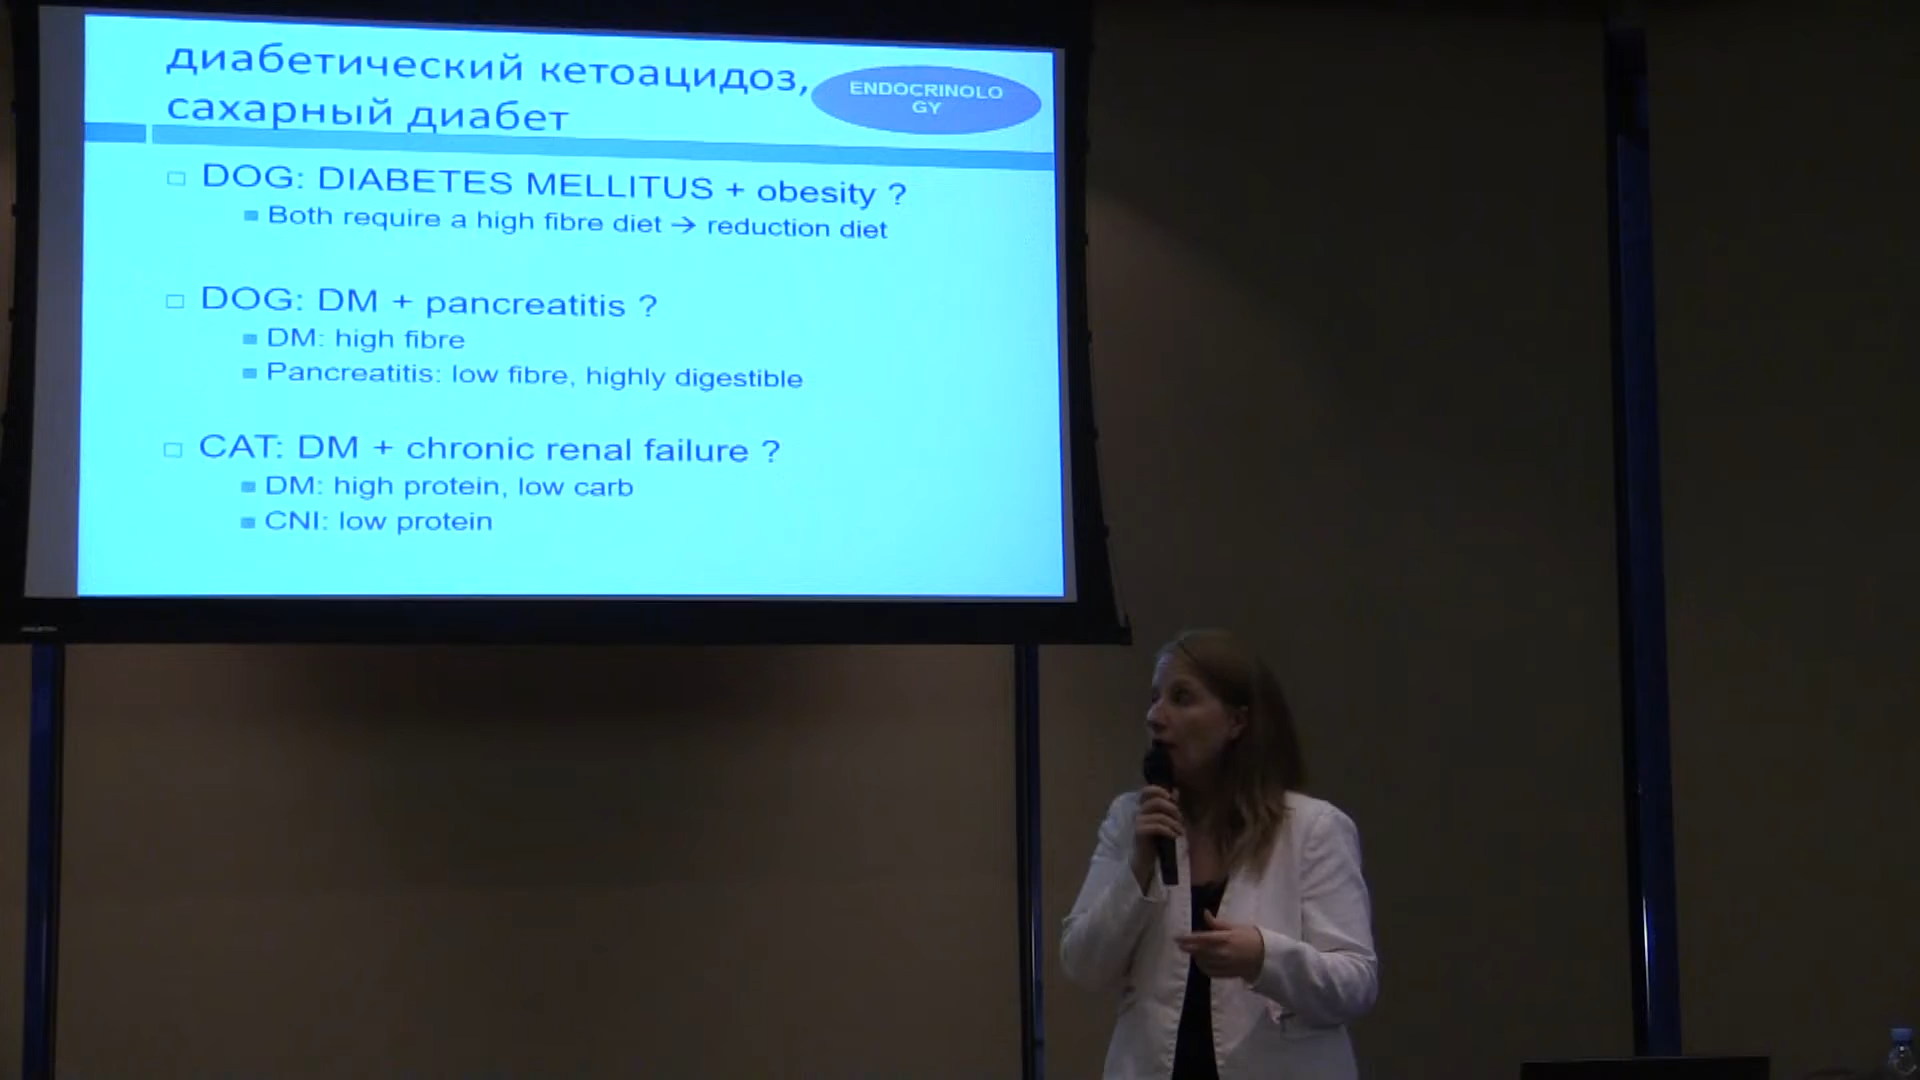 диабетический кетоацидоз,
сахарный диабет
ENDOCRINOLO
GY
DOG: DIABETES MELLITUS + obesity ?
Both require a high fibre diet → reduction diet
DOG: DM + pancreatitis ?
DM: high fibre
Pancreatitis: low fibre, highly digestible
CAT: DM + chronic renal failure ?
DM: high protein, low carb
CNI: low protein